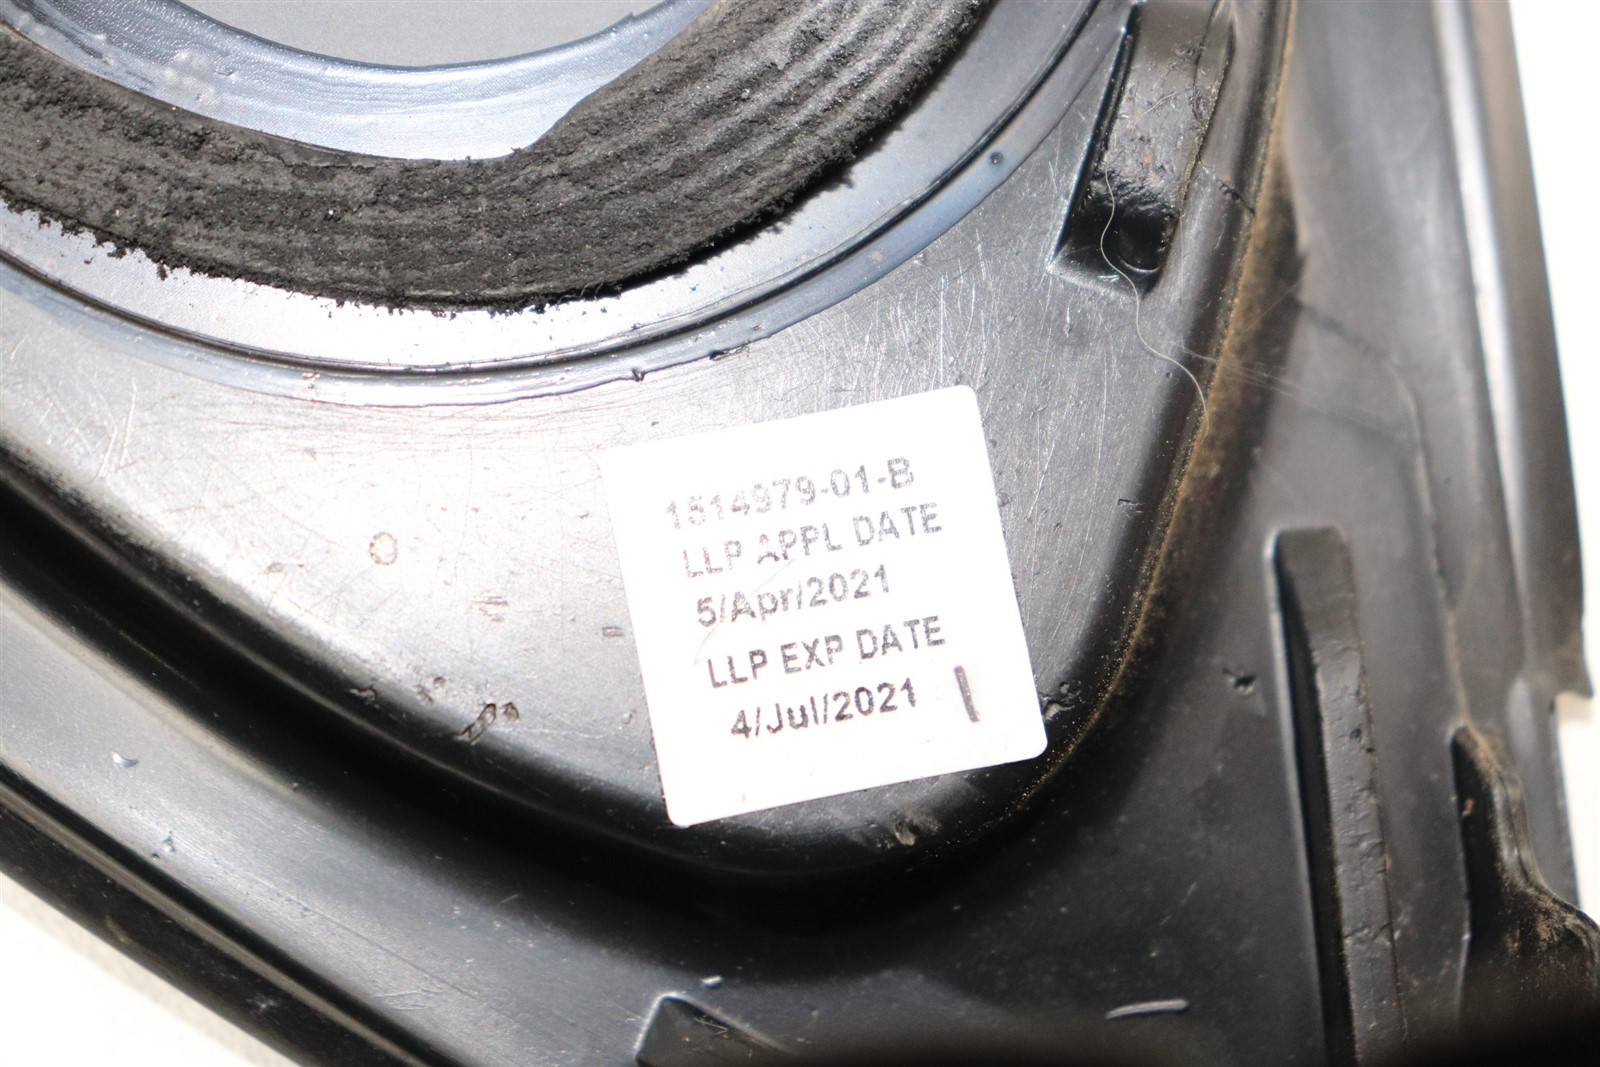 1514979-01-B
LLP APPL DATE
5/Apr/2021
LLP EXP DATE
4/Jul/2021